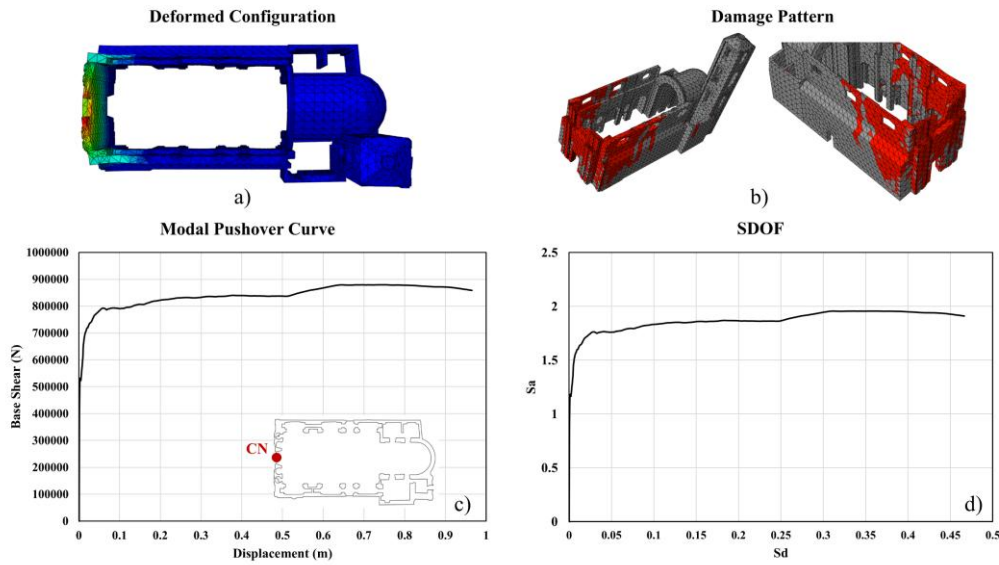 Deformed Configuration
Damage Pattern
a)
b)
Modal Pushover Curve
SDOF
1000000
900000
800000
700000
600000
500000
400000
300000
200000
100000
0
Base Shear (N)
0 0.1 0.2 0.3 0.4 0.5 0.6 0.7 0.8 0.9 1
Displacement (m)
CN
c)
2.5
2
1.5
1
0.5
0
Sa
0 0.05 0.1 0.15 0.2 0.25 0.3 0.35 0.4 0.45 0.5
Sd
d)